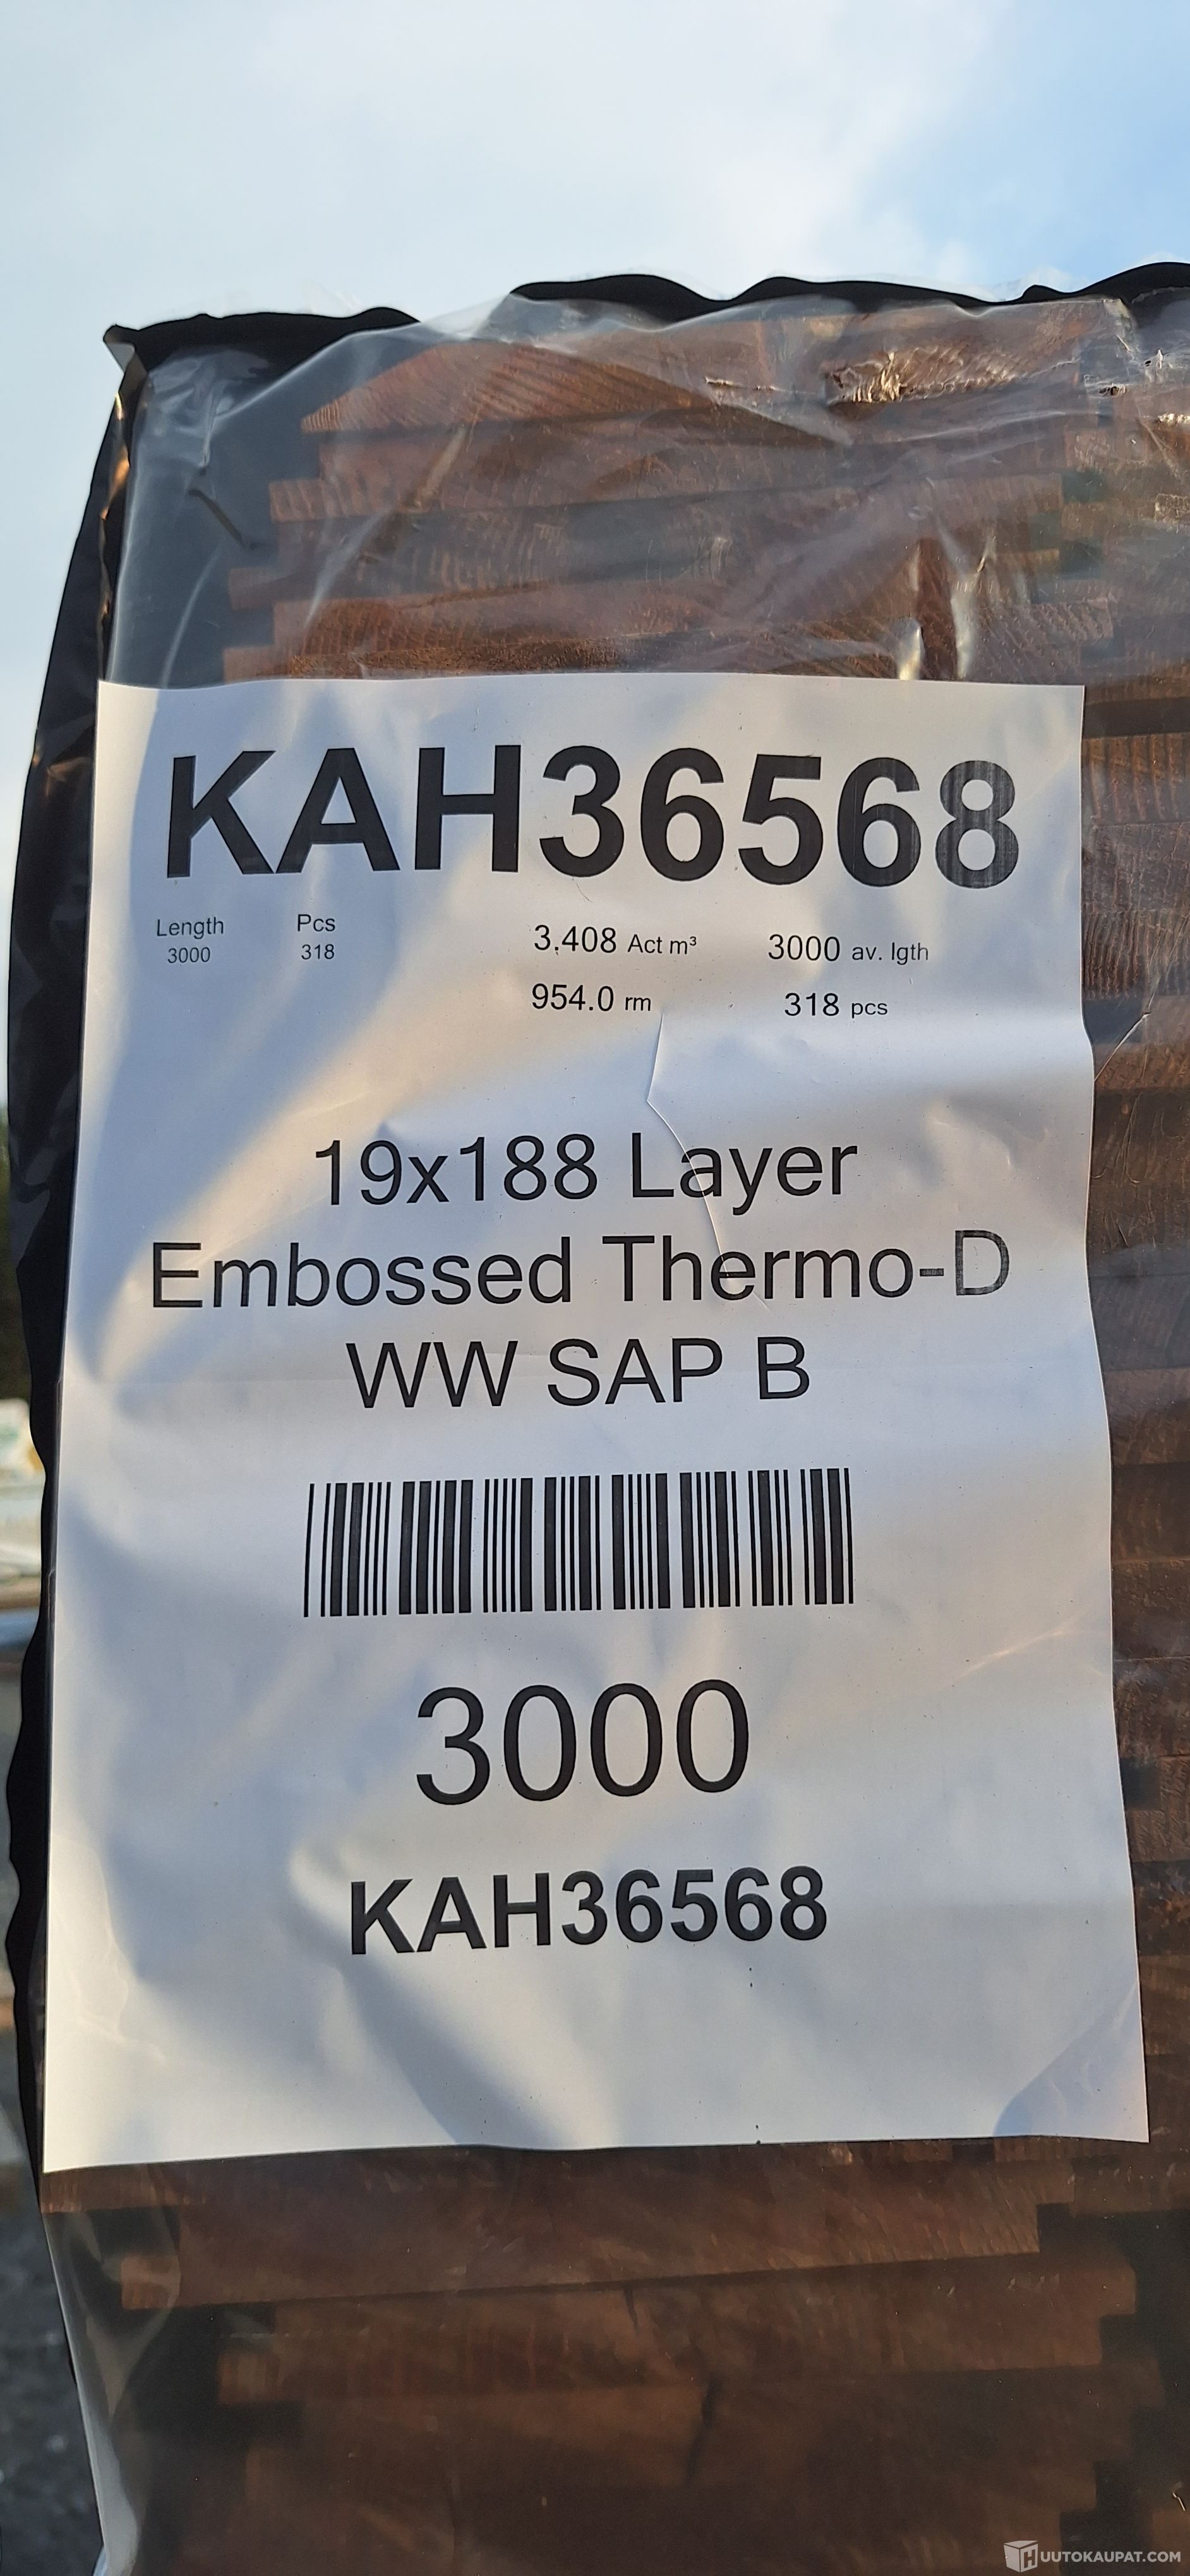 KAH36568
Length Pcs 3.408 Act m³ 3000 av. lgth
3000 318
954.0 rm 318 pcs
19x188 Layer
Embossed Thermo-D
WW SAP B
3000
KAH36568
HUUTOKAUPAT.COM